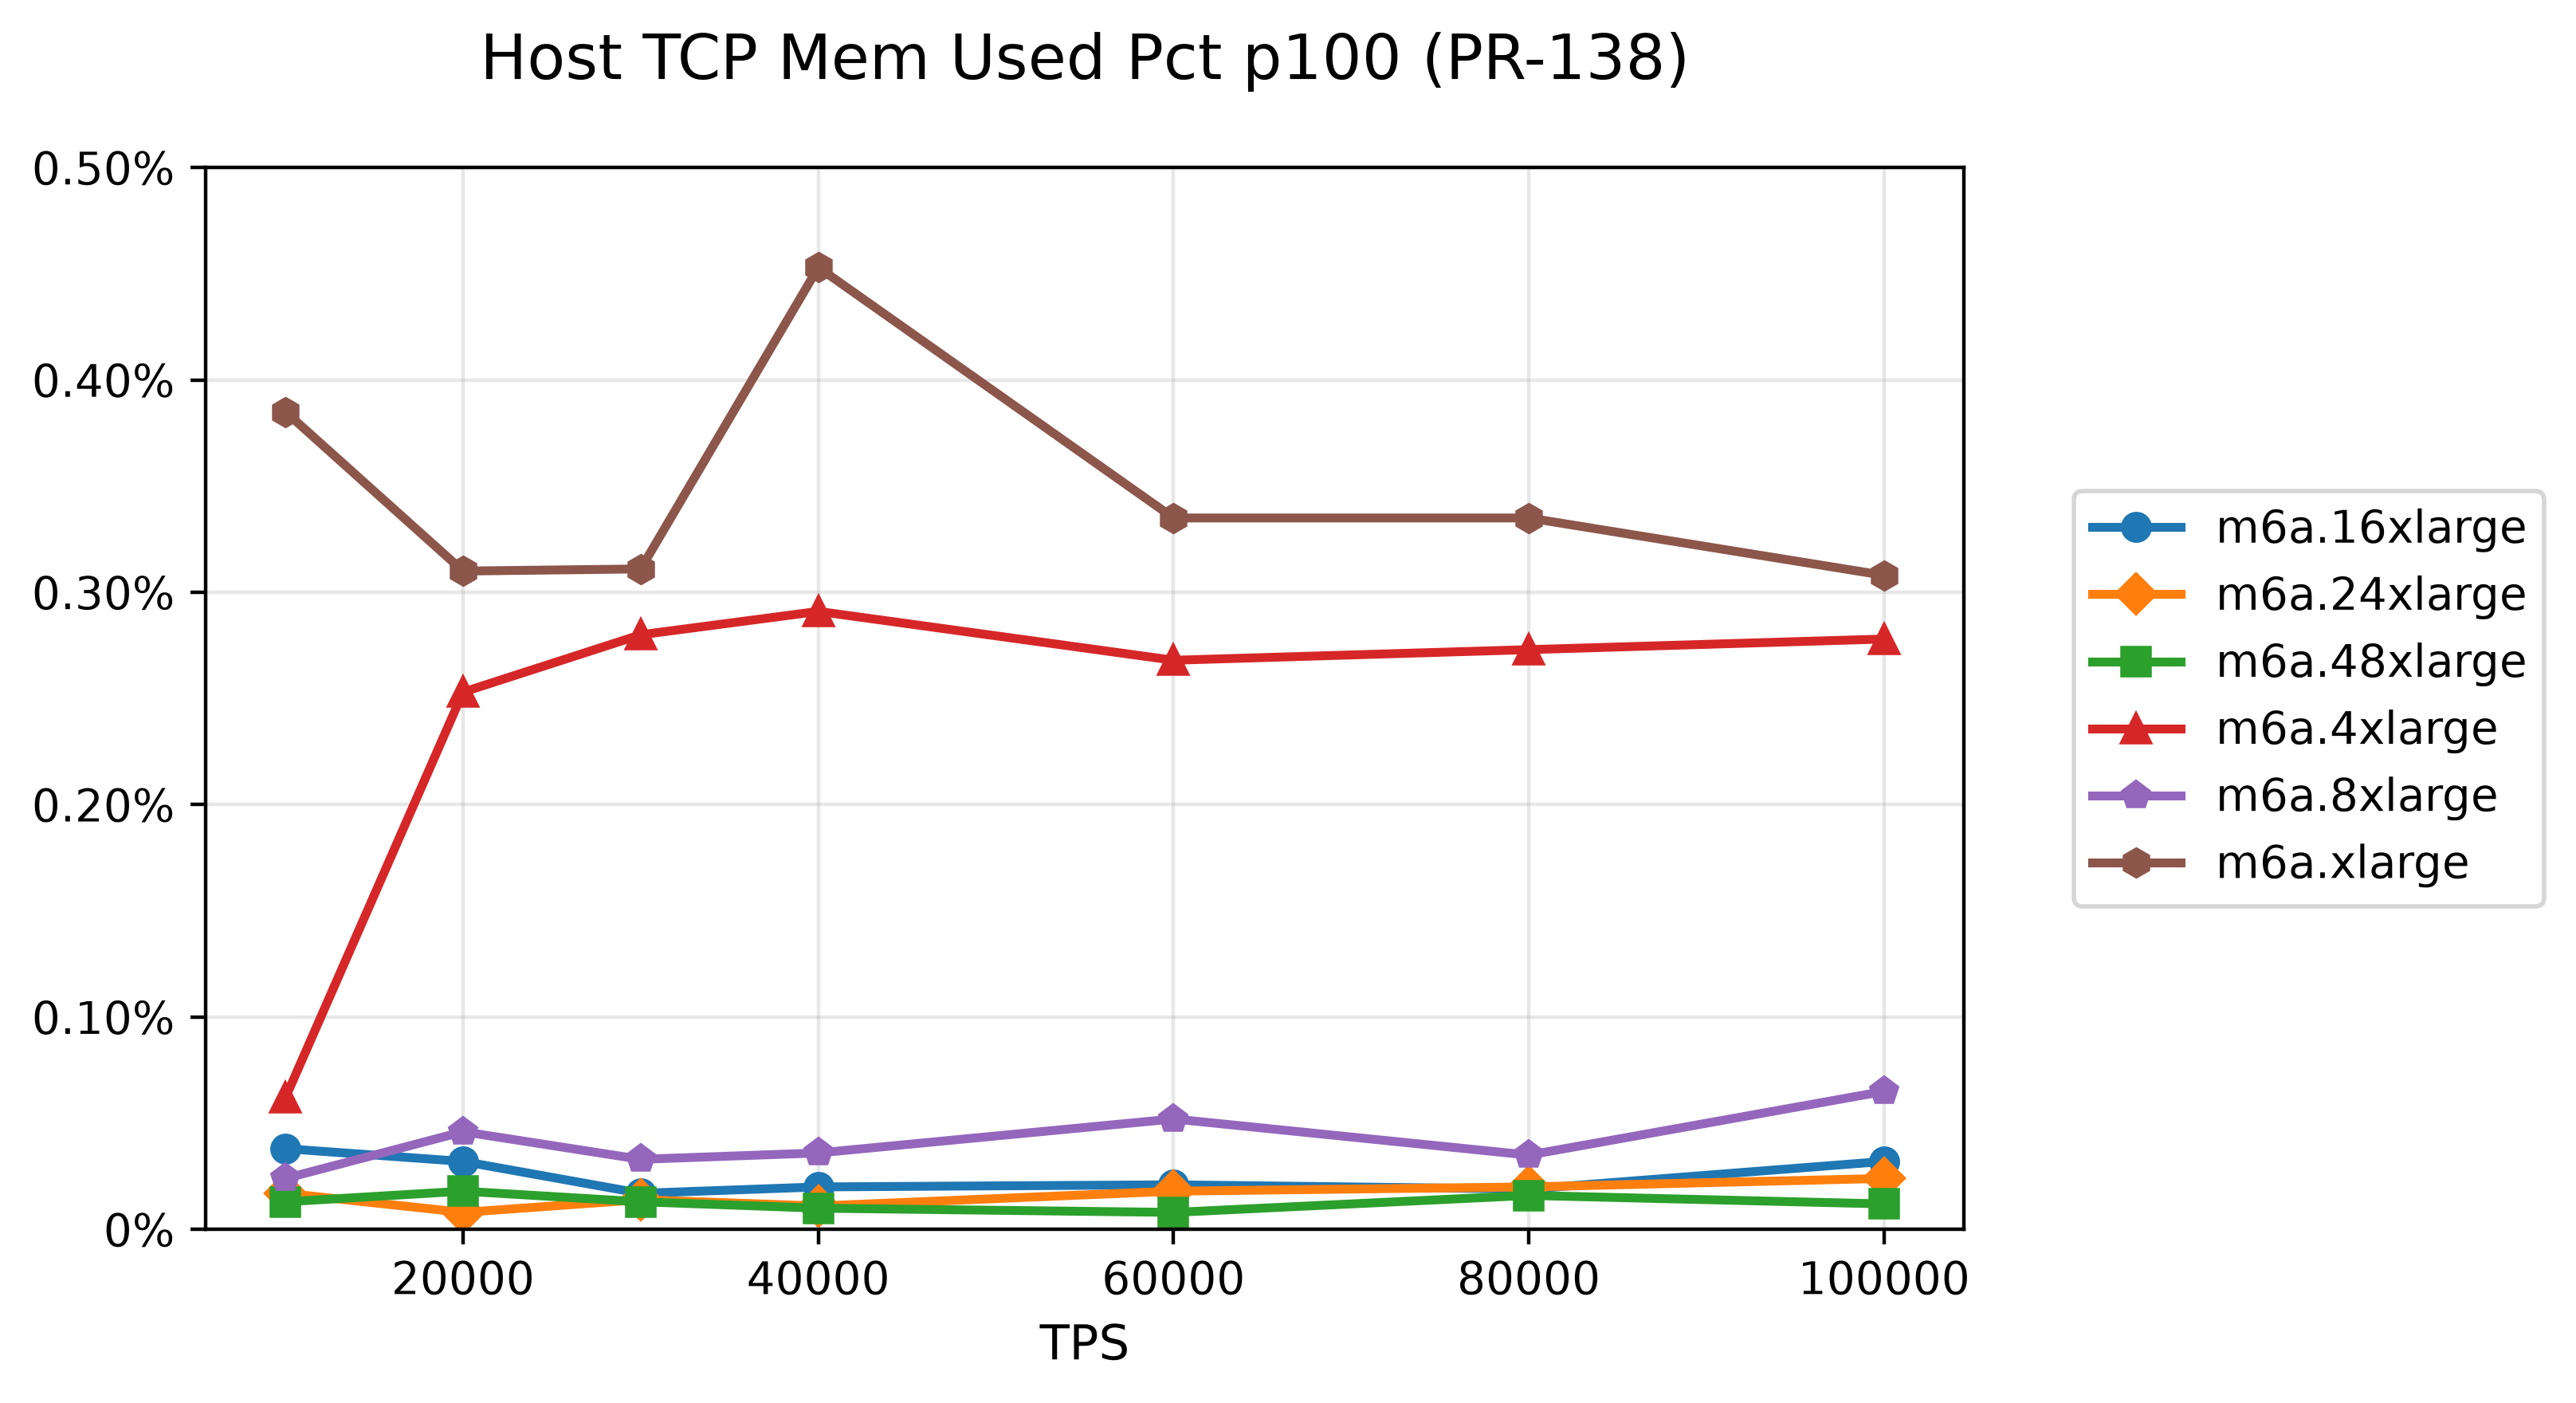 Host TCP Mem Used Pct p100 (PR-138)
0.50%
0.40%
0.30%
0.20%
0.10%
0%
20000 40000 60000 80000 100000
TPS
m6a.16xlarge
m6a.24xlarge
m6a.48xlarge
m6a.4xlarge
m6a.8xlarge
m6a.xlarge